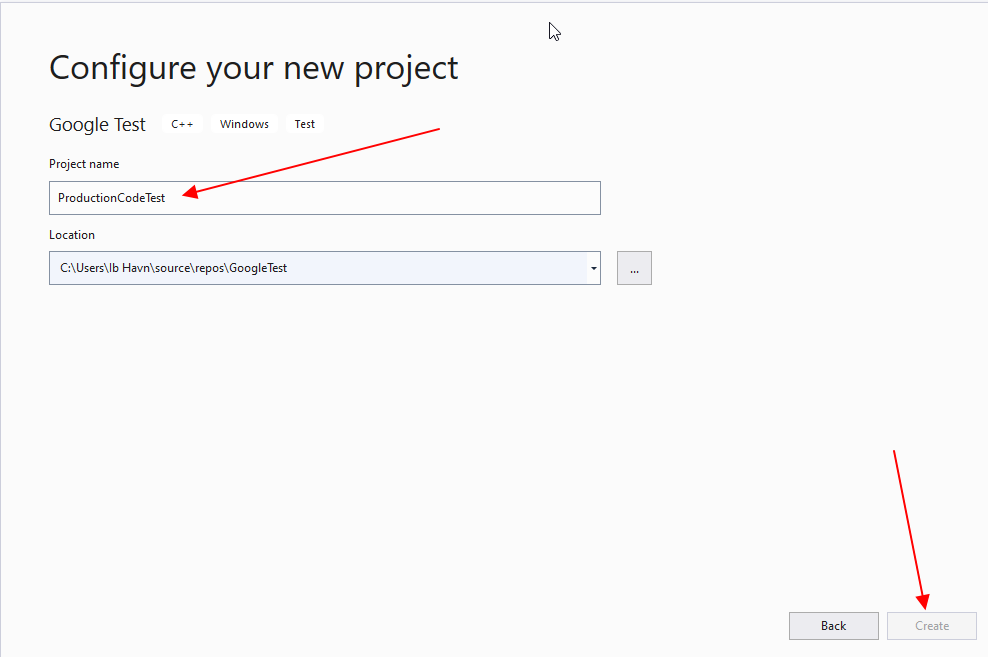 Configure your new project
Google Test C++ Windows Test
Project name
ProductionCodeTest
Location
C:\Users\Ib Havn\source\repos\GoogleTest
...
Back Create